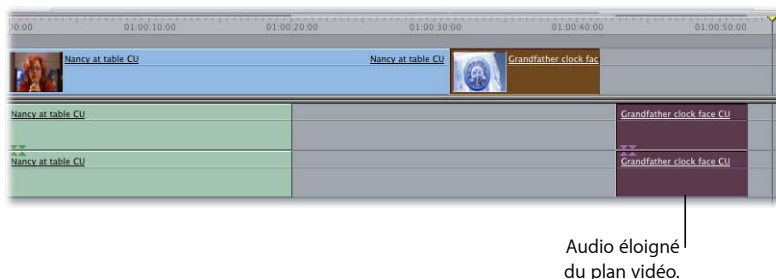 00:00 01:00:10:00 01:00:20:00 01:00:30:00 01:00:40:00 01:00:50:00
Nancy at table CU Nancy at table CU Grandfather clock fac
Nancy at table CU Grandfather clock face CU
Nancy at table CU Grandfather clock face CU
Audio éloigné
du plan vidéo.